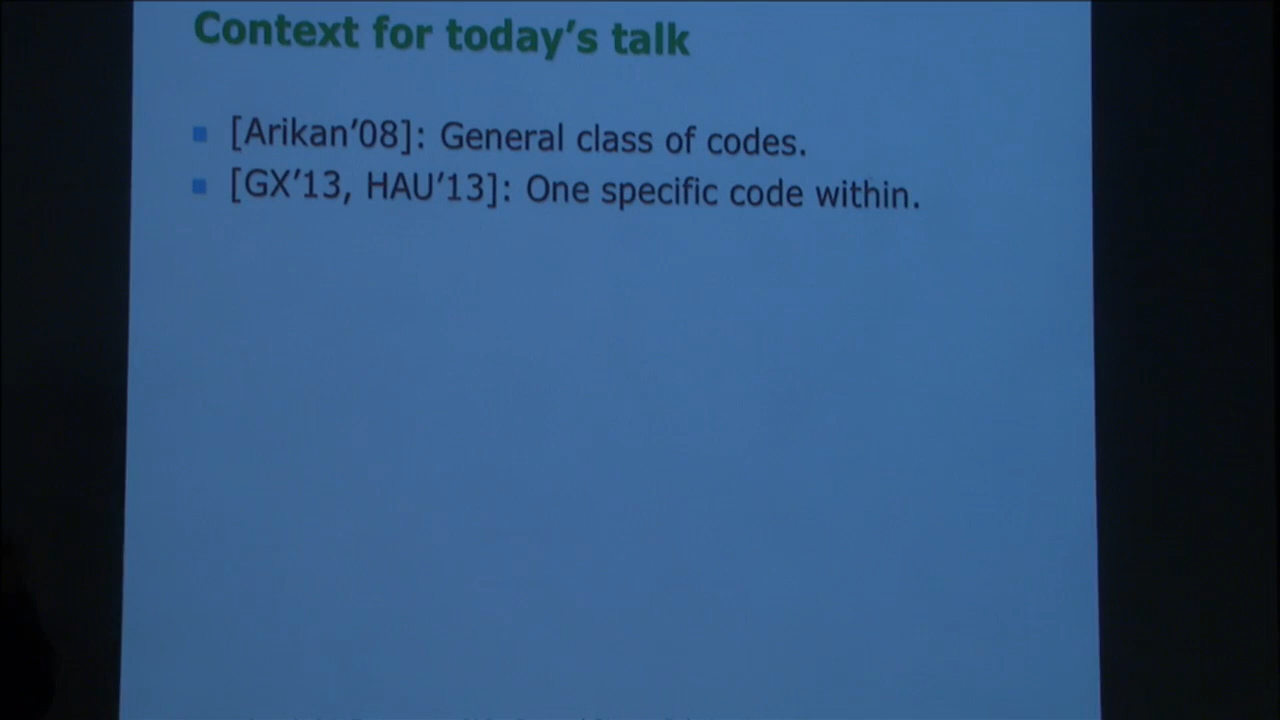 Context for today's talk
[Arikan'08]: General class of codes.
[GX'13, HAU'13]: One specific code within.